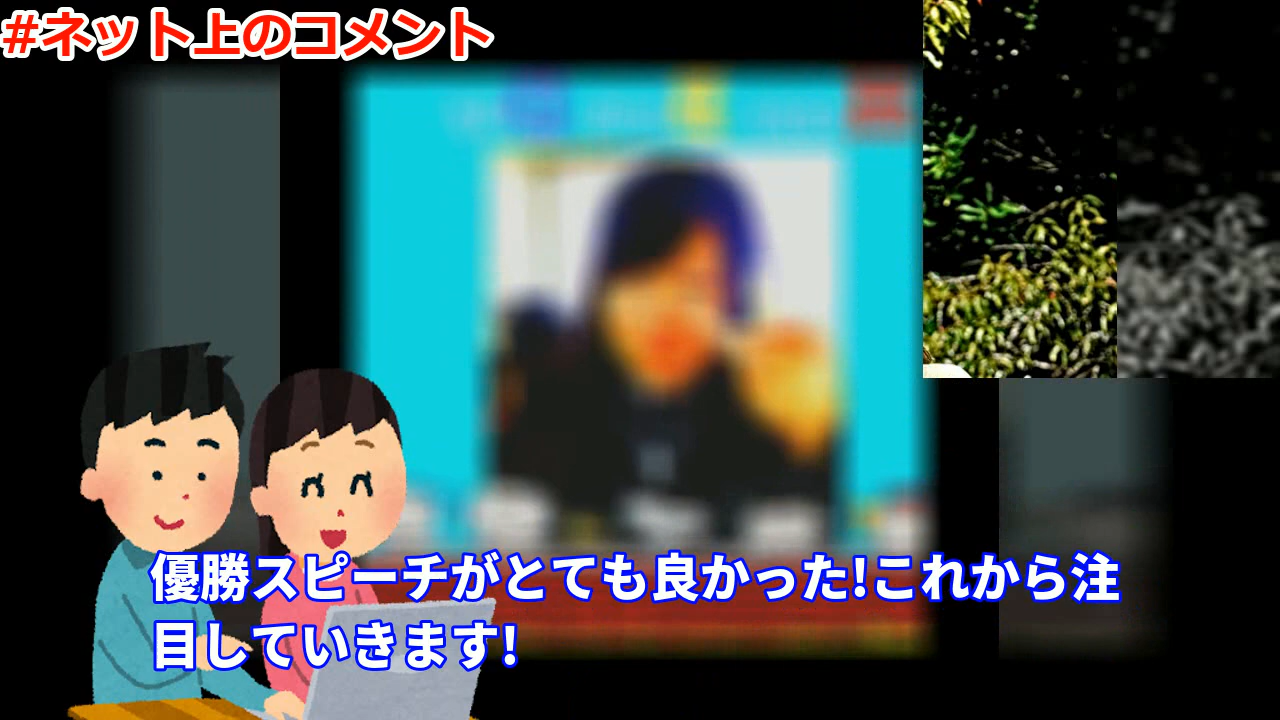 #ネット上のコメント
優勝スピーチがとても良かった!これから注
目していきます!